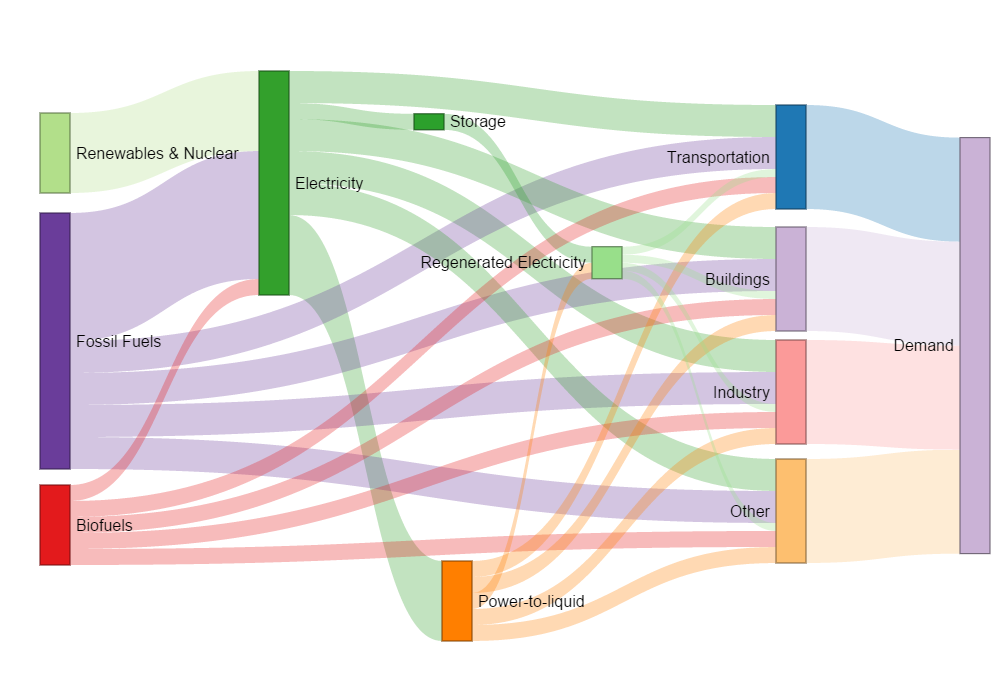 Storage
Renewables & Nuclear
Transportation
Electricity
Regenerated Electricity
Buildings
Fossil Fuels
Demand
Industry
Other
Biofuels
Power-to-liquid